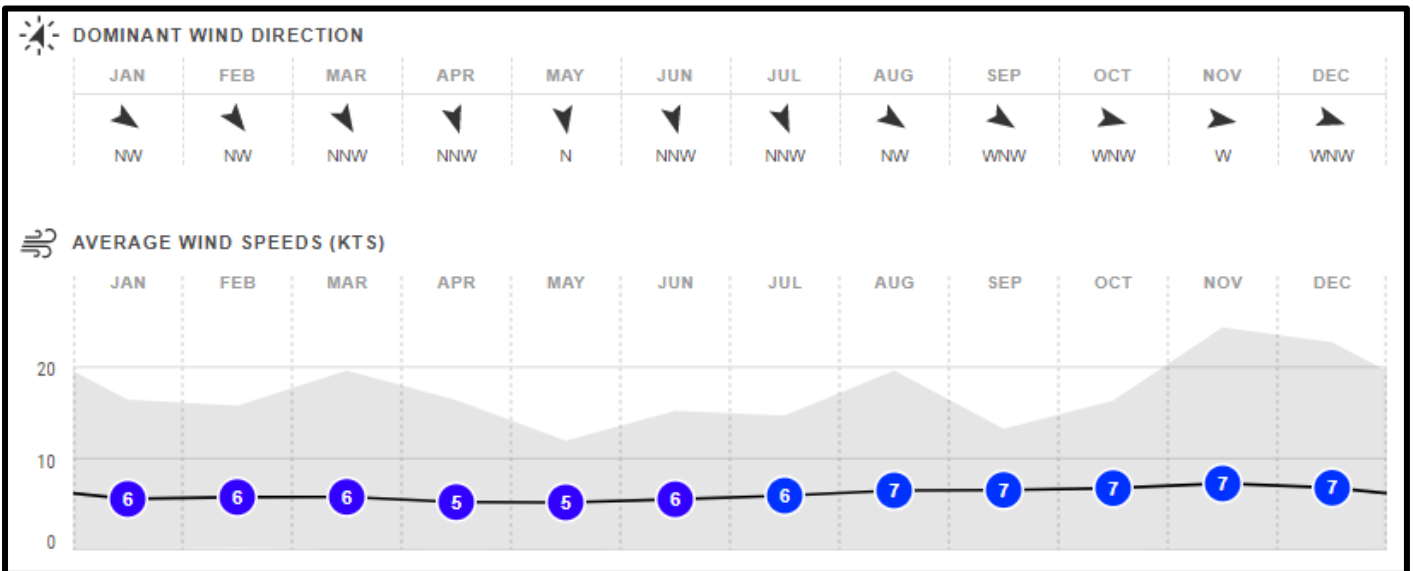 DOMINANT WIND DIRECTION
JAN FEB MAR APR MAY JUN JUL AUG SEP OCT NOV DEC
NW NW NNW NNW N NNW NNW NW WNW WNW W WNW
AVERAGE WIND SPEEDS (KTS)
JAN FEB MAR APR MAY JUN JUL AUG SEP OCT NOV DEC
20
10
6 6 6 5 5 6 6 7 7 7 7 7
0